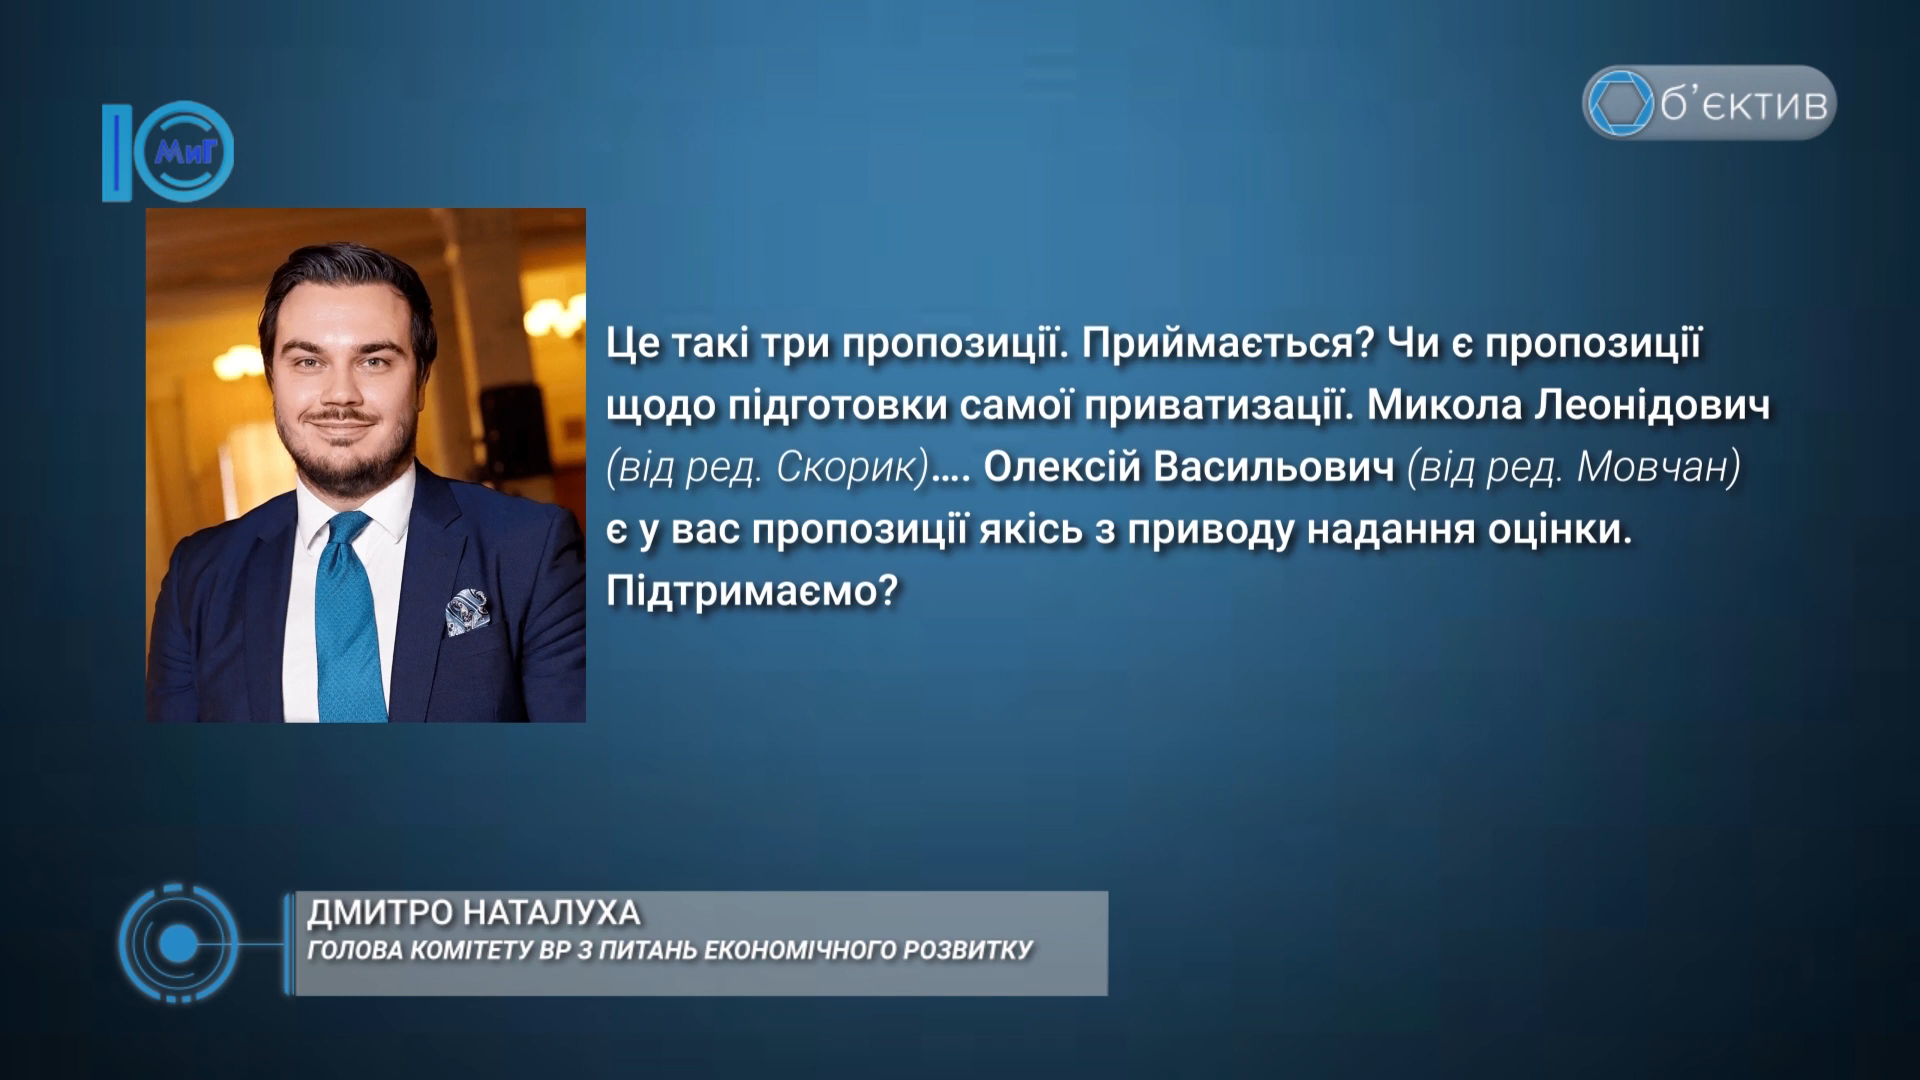 МиГ
б'єктив
Це такі три пропозиції. Приймається? Чи є пропозиції
щодо підготовки самої приватизації. Микола Леонідович
(від ред. Скорик).... Олексій Васильович (від ред. Мовчан)
є у вас пропозиції якісь з приводу надання оцінки.
Підтримаємо?
ДМИТРО НАТАЛУХА
ГОЛОВА КОМІТЕТУ ВР З ПИТАНЬ ЕКОНОМІЧНОГО РОЗВИТКУ